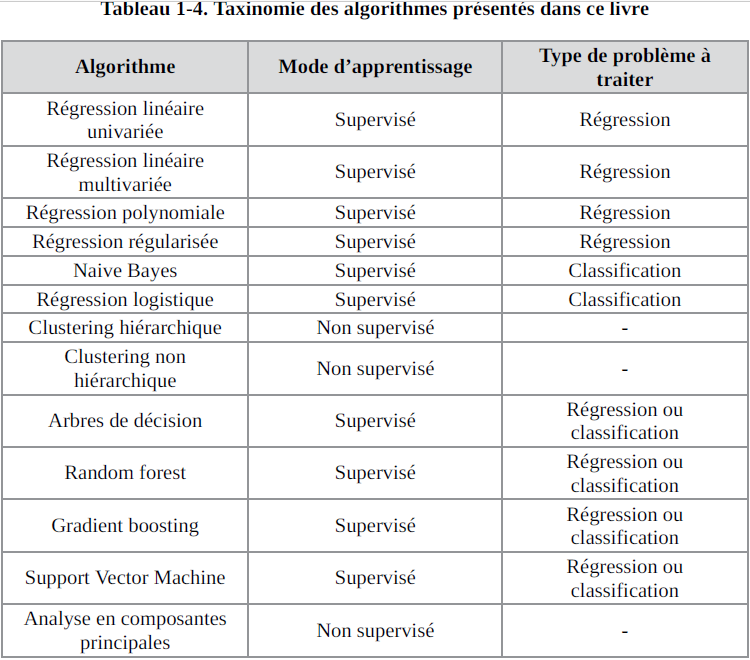 Tableau 1-4. Taxinomie des algorithmes présentés dans ce livre
Algorithme Mode d’apprentissage Type de problème à
traiter
Régression linéaire
univariée Supervisé Régression
Régression linéaire
multivariée Supervisé Régression
Régression polynomiale Supervisé Régression
Régression régularisée Supervisé Régression
Naive Bayes Supervisé Classification
Régression logistique Supervisé Classification
Clustering hiérarchique Non supervisé -
Clustering non
hiérarchique Non supervisé -
Arbres de décision Supervisé Régression ou
classification
Random forest Supervisé Régression ou
classification
Gradient boosting Supervisé Régression ou
classification
Support Vector Machine Supervisé Régression ou
classification
Analyse en composantes
principales Non supervisé -